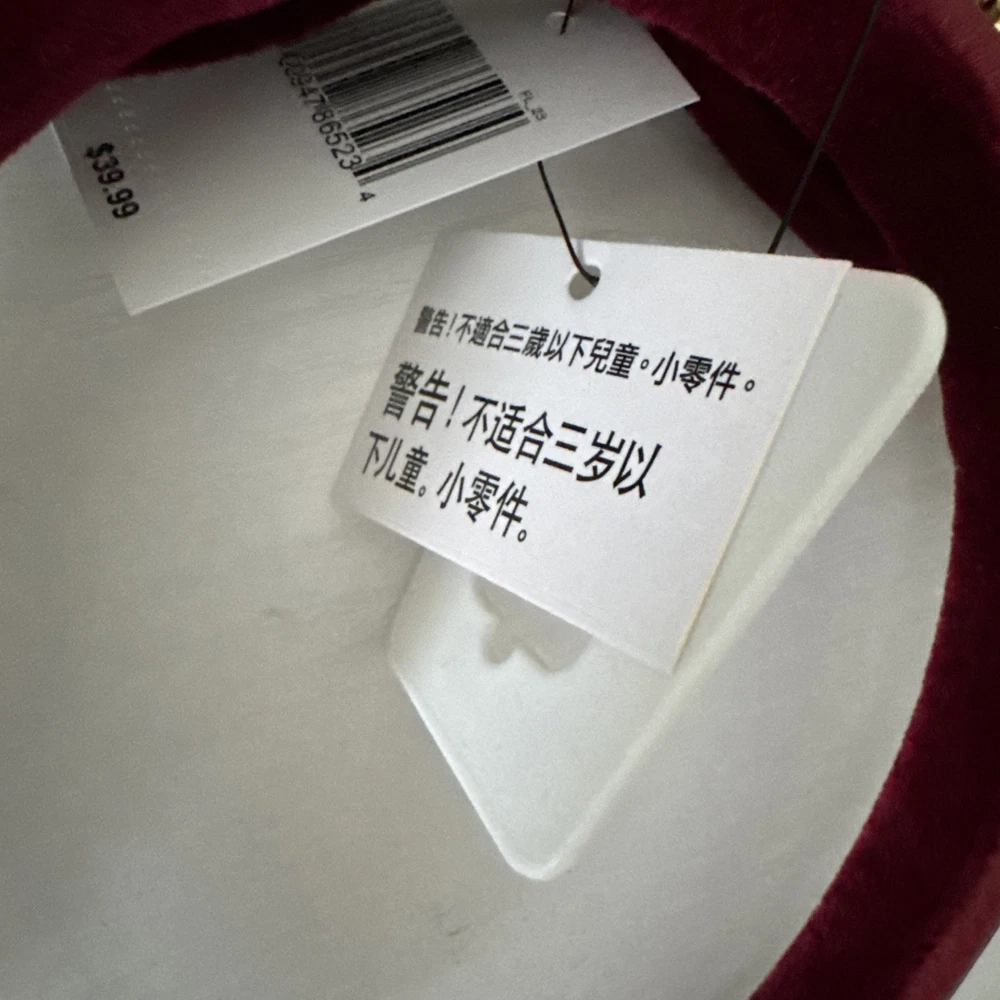 FL_23
$39.99
4
警告！不適合三歲以下兒童。小零件。
警告！不适合三岁以
下儿童。小零件。